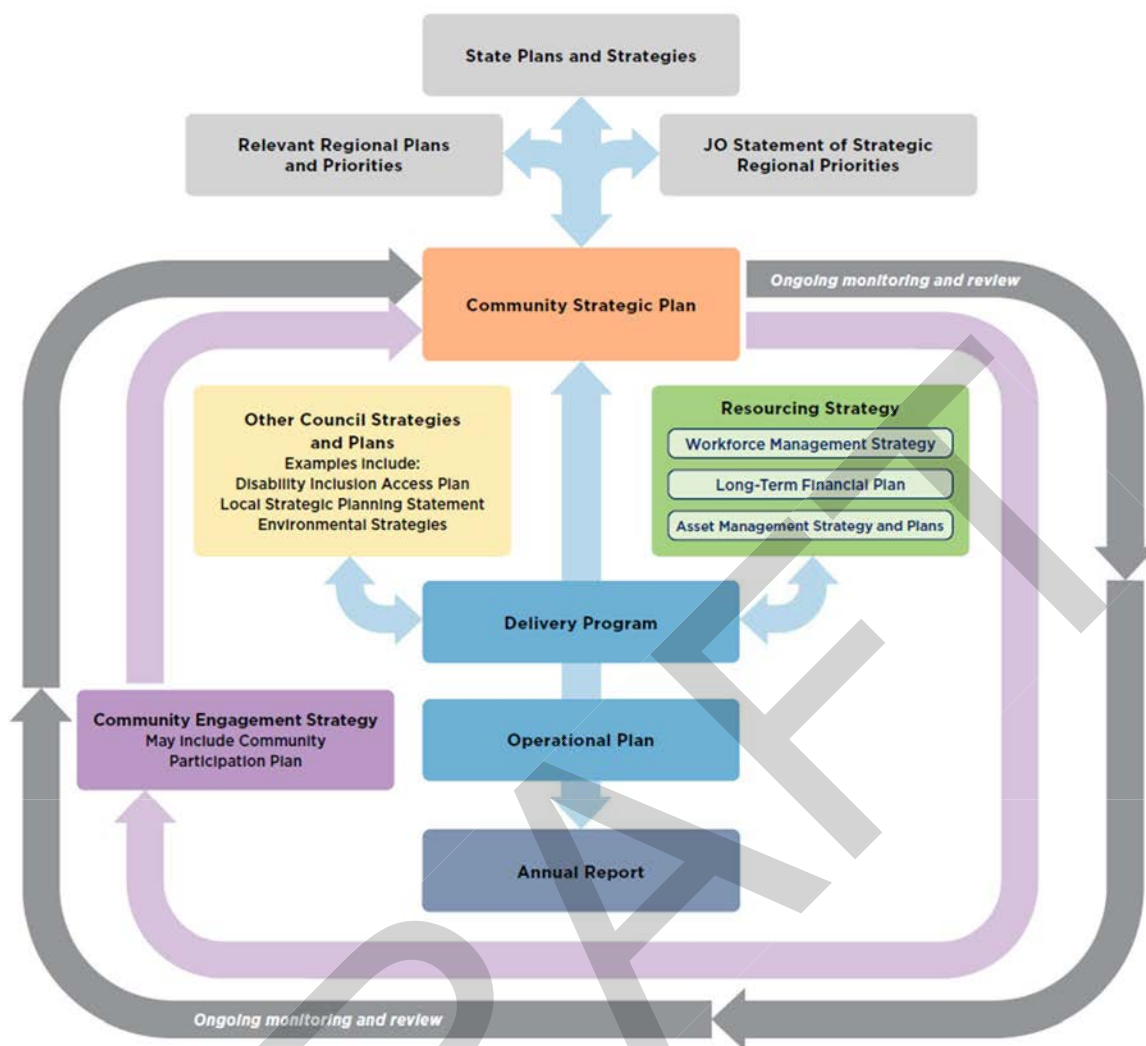 State Plans and Strategies
Relevant Regional Plans
and Priorities
JO Statement of Strategic
Regional Priorities
Community Strategic Plan
Ongoing monitoring and review
Other Council Strategies
and Plans
Examples include:
Disability Inclusion Access Plan
Local Strategic Planning Statement
Environmental Strategies
Resourcing Strategy
Workforce Management Strategy
Long-Term Financial Plan
Asset Management Strategy and Plans
Delivery Program
Community Engagement Strategy
May include Community
Participation Plan
Operational Plan
Annual Report
Ongoing monitoring and review
DRAFT